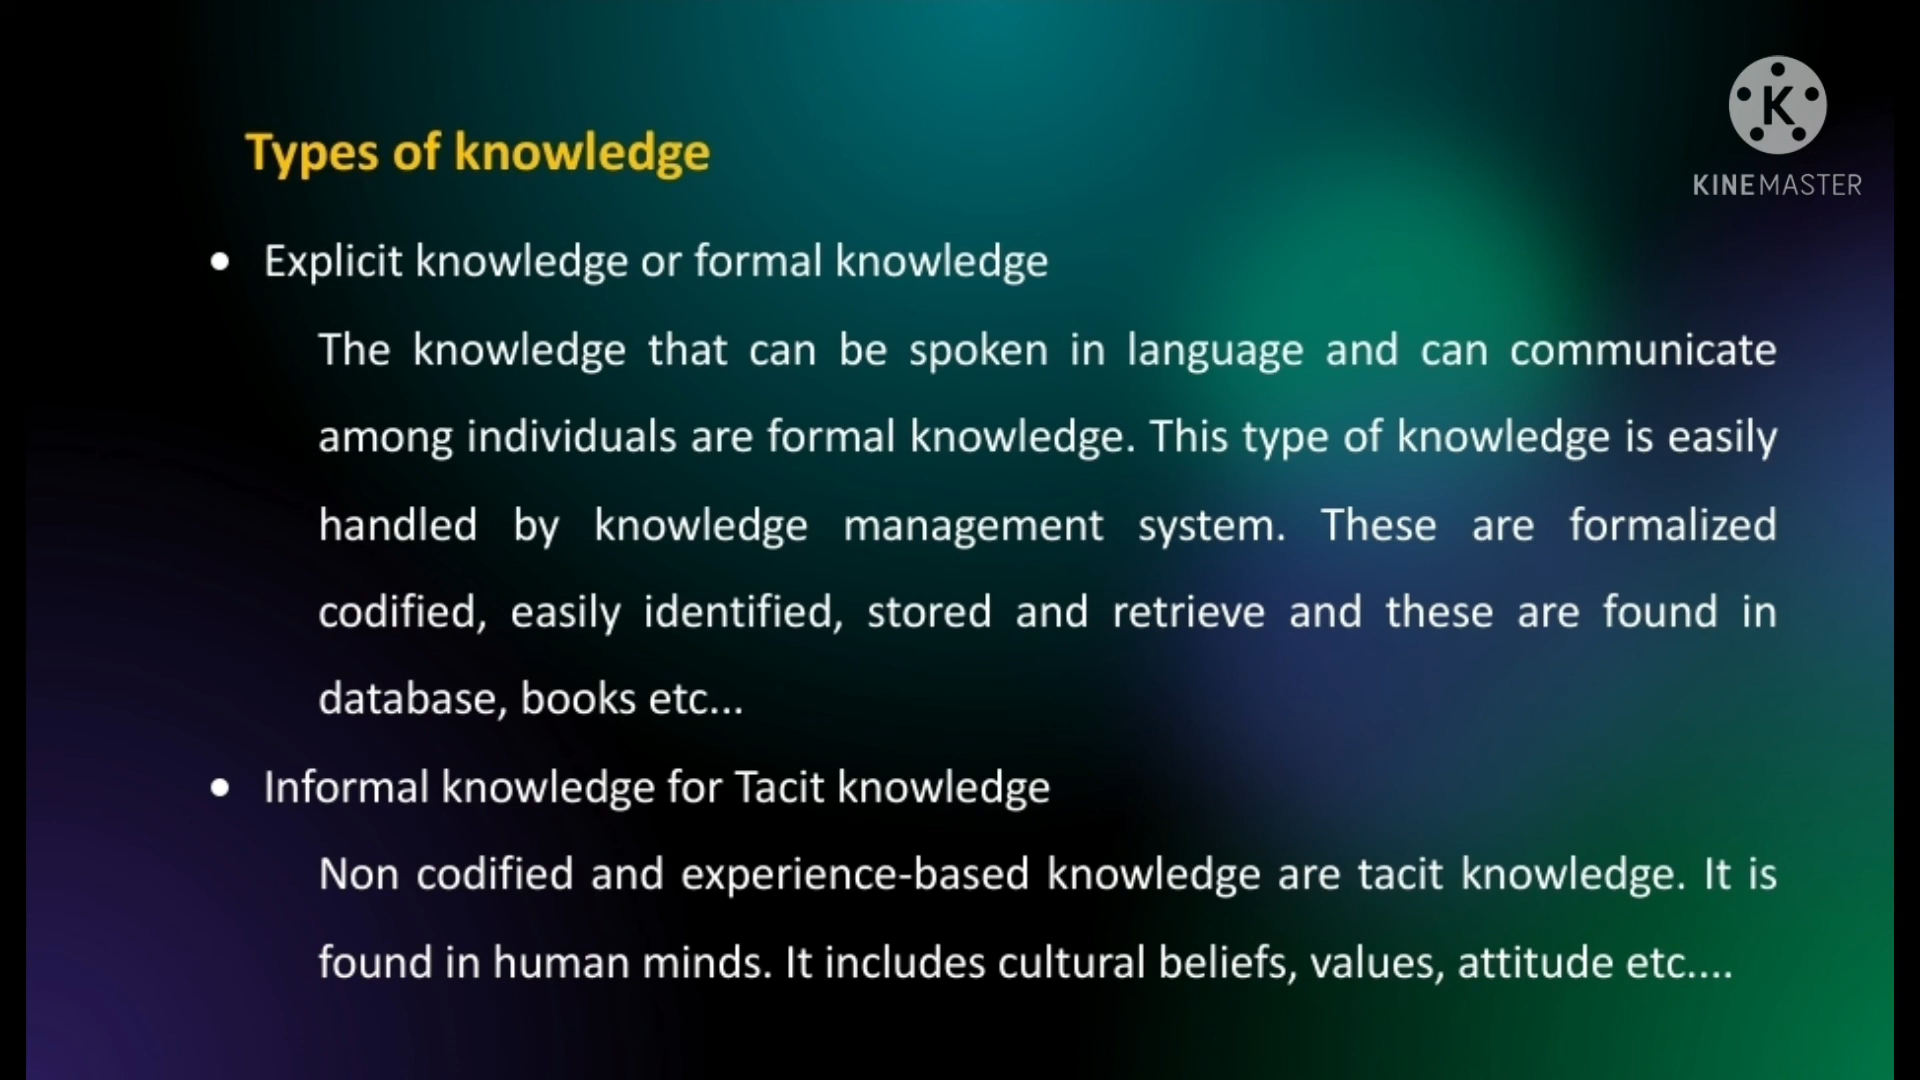 Types of knowledge
K
KINEMASTER
• Explicit knowledge or formal knowledge
The knowledge that can be spoken in language and can communicate
among individuals are formal knowledge. This type of knowledge is easily
handled by knowledge management system. These are formalized
codified, easily identified, stored and retrieve and these are found in
database, books etc...
• Informal knowledge for Tacit knowledge
Non codified and experience-based knowledge are tacit knowledge. It is
found in human minds. It includes cultural beliefs, values, attitude etc....